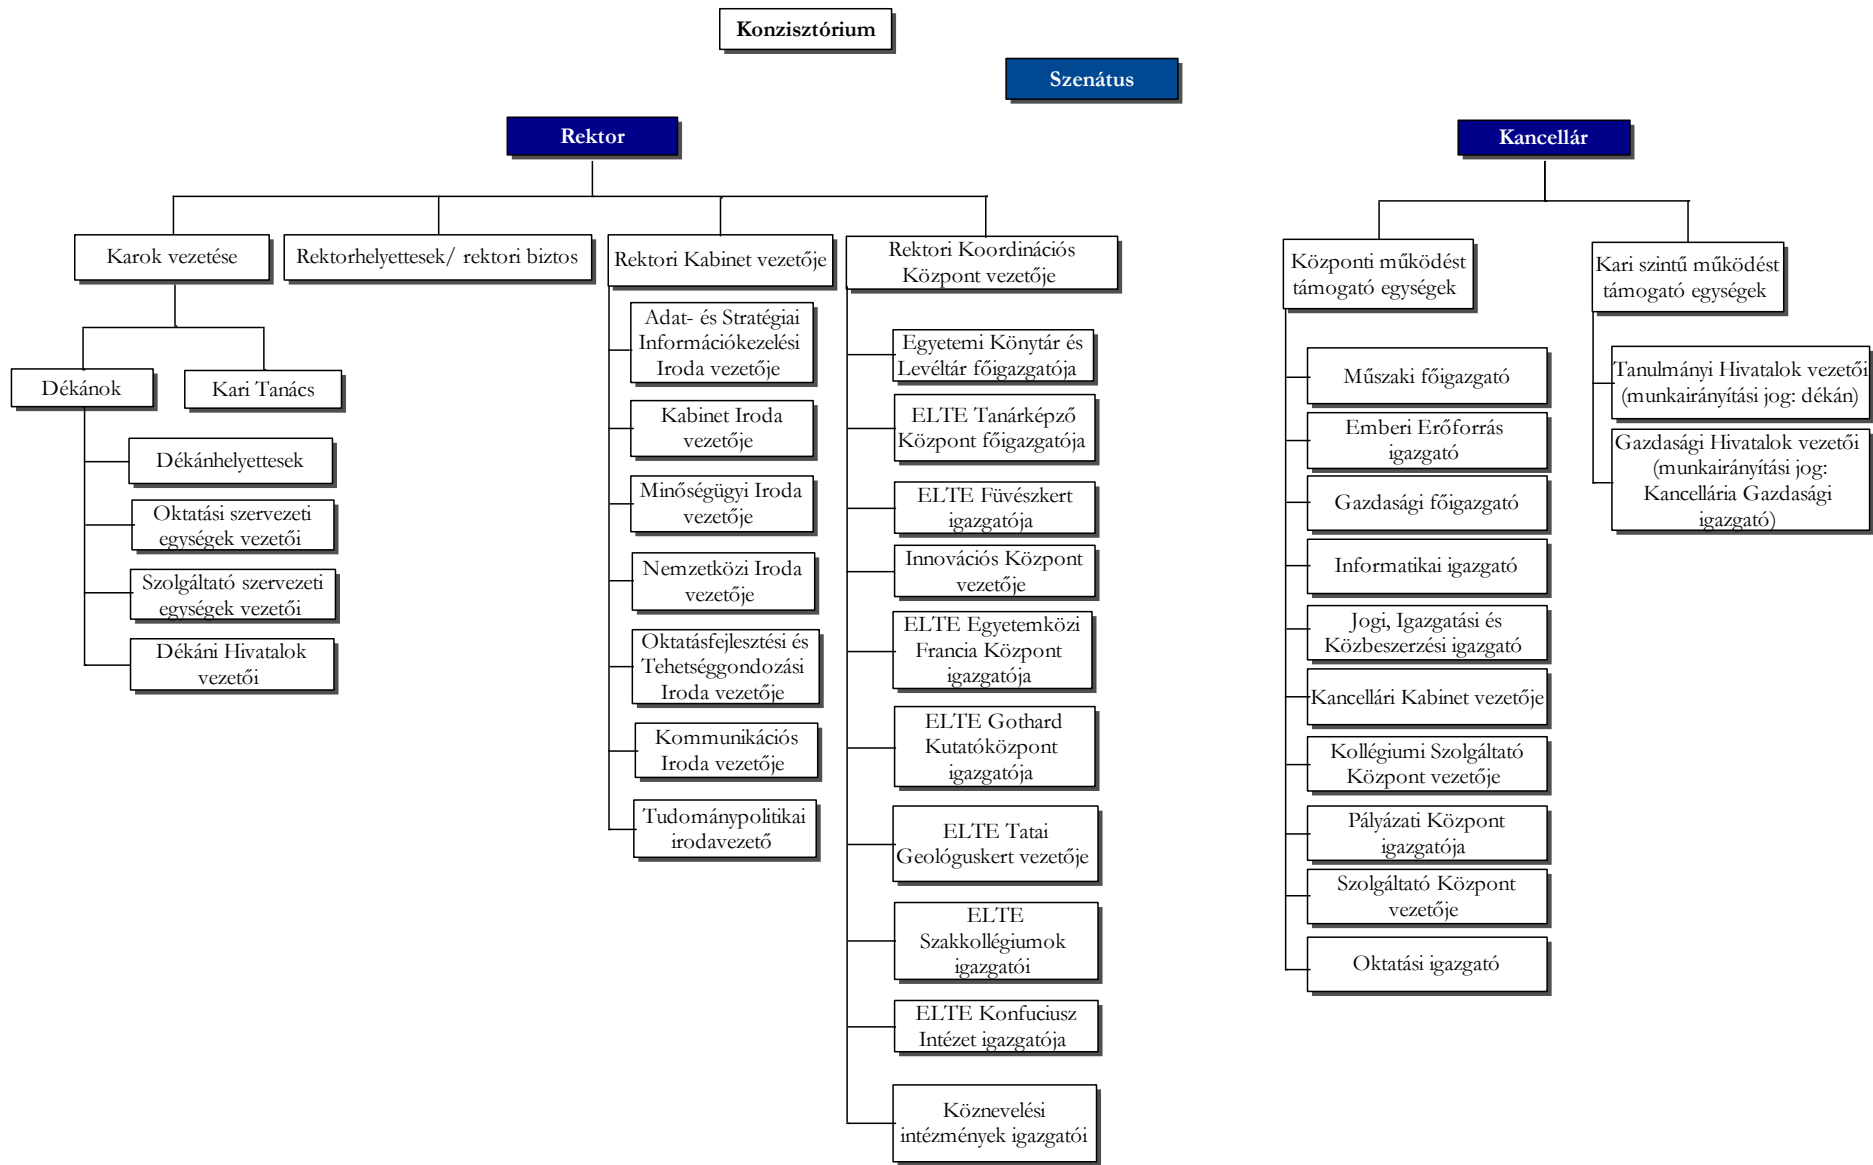 Konzisztórium
Szenátus
Rektor
Kancellár
Karok vezetése
Rektorhelyettesek/ rektori biztos
Rektori Kabinet vezetője
Rektori Koordinációs
Központ vezetője
Központi működést
támogató egységek
Kari szintű működést
támogató egységek
Dékánok
Kari Tanács
Dékánhelyettesek
Oktatási szervezeti
egységek vezetői
Szolgáltató szervezeti
egységek vezetői
Dékáni Hivatalok
vezetői
Adat- és Stratégiai
Információkezelési
Iroda vezetője
Kabinet Iroda
vezetője
Minőségügyi Iroda
vezetője
Nemzetközi Iroda
vezetője
Oktatásfejlesztési és
Tehetséggondozási
Iroda vezetője
Kommunikációs
Iroda vezetője
Tudománypolitikai
irodavezető
Egyetemi Könytár és
Levéltár főigazgatója
ELTE Tanárképző
Központ főigazgatója
ELTE Füvészkert
igazgatója
Innovációs Központ
vezetője
ELTE Egyetemközi
Francia Központ
igazgatója
ELTE Gothard
Kutatóközpont
igazgatója
ELTE Tatai
Geológuskert vezetője
ELTE
Szakkollégiumok
igazgatói
ELTE Konfuciusz
Intézet igazgatója
Köznevelési
intézmények igazgatói
Műszaki főigazgató
Emberi Erőforrás
igazgató
Gazdasági főigazgató
Informatikai igazgató
Jogi, Igazgatási és
Közbeszerzési igazgató
Kancellári Kabinet vezetője
Kollégiumi Szolgáltató
Központ vezetője
Pályázati Központ
igazgatója
Szolgáltató Központ
vezetője
Oktatási igazgató
Tanulmányi Hivatalok vezetői
(munkairányítási jog: dékán)
Gazdasági Hivatalok vezetői
(munkairányítási jog:
Kancellária Gazdasági
igazgató)